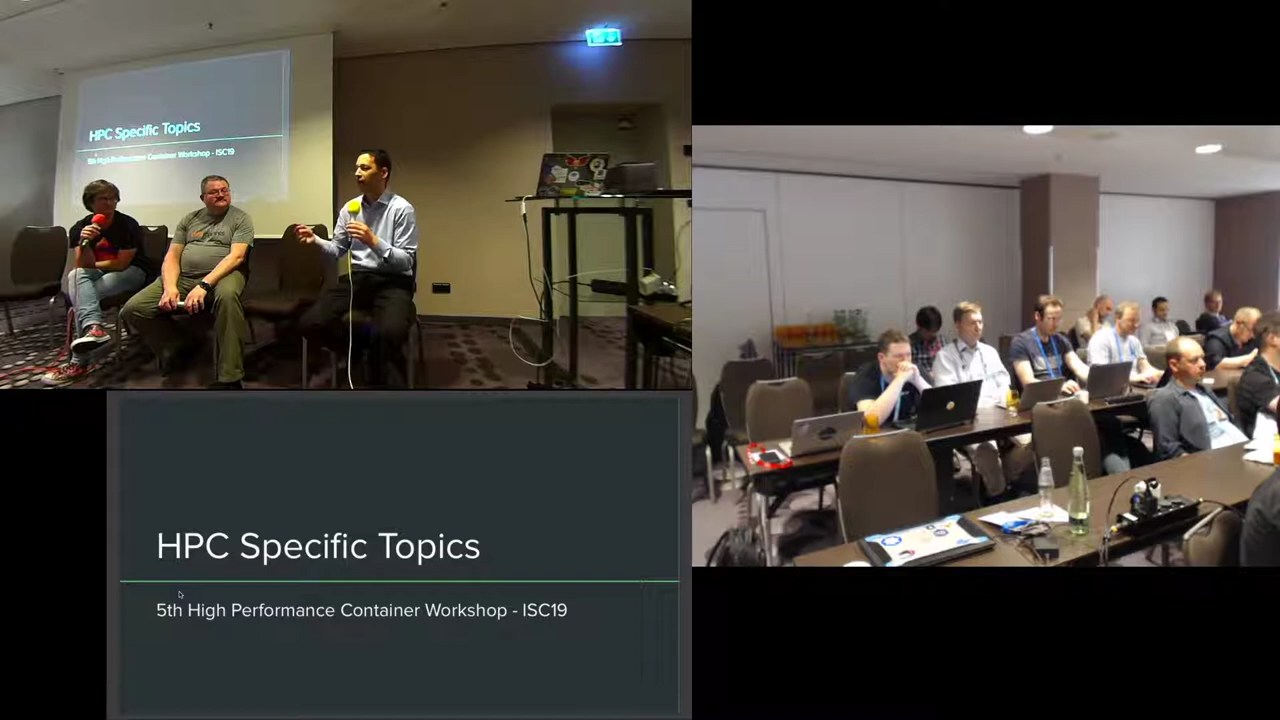 HPC Specific Topics
5th High Performance Container Workshop - ISC19
HPC Specific Topics
5th High Performance Container Workshop - ISC19